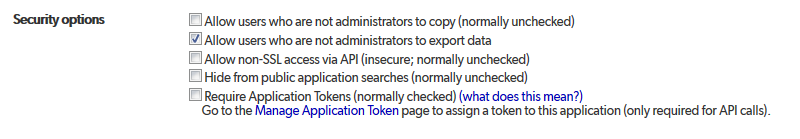 Security options
Allow users who are not administrators to copy (normally unchecked)
Allow users who are not administrators to export data
Allow non-SSL access via API (insecure; normally unchecked)
Hide from public application searches (normally unchecked)
Require Application Tokens (normally checked) (what does this mean?)
Go to the Manage Application Token page to assign a token to this application (only required for API calls).